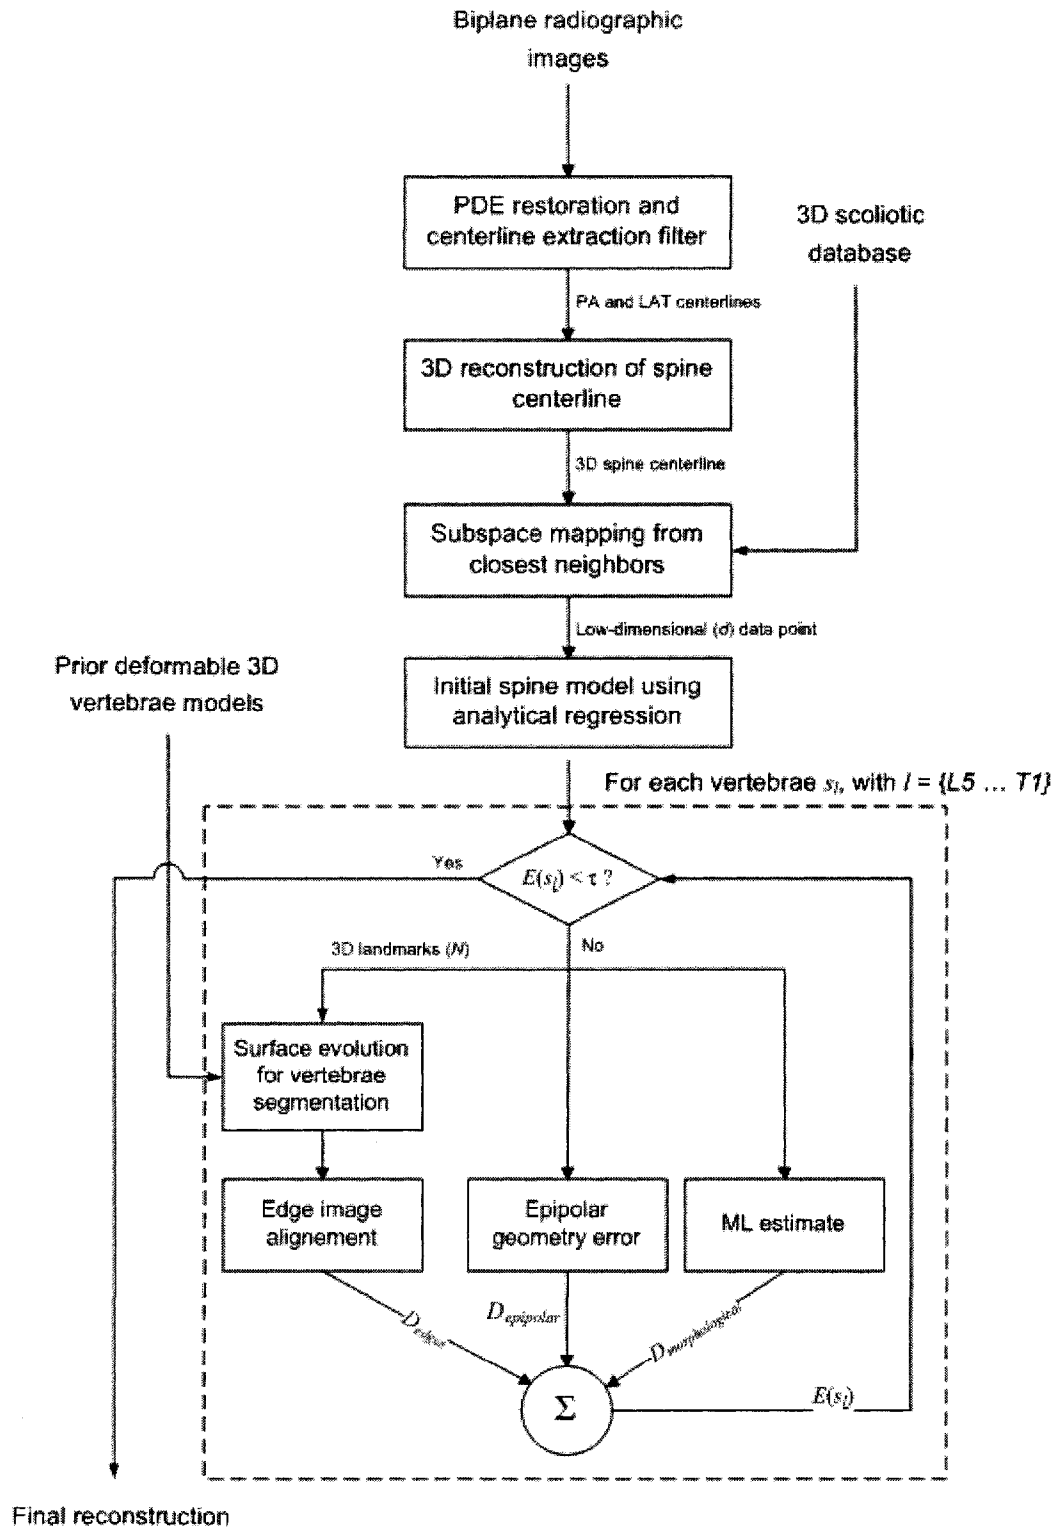 Biplane radiographic
images
PDE restoration and
centerline extraction filter
3D scoliotic
database
PA and LAT centerlines
3D reconstruction of spine
centerline
3D spine centerline
Subspace mapping from
closest neighbors
Low-dimensional (d) data point
Prior deformable 3D
vertebrae models
Initial spine model using
analytical regression
For each vertebrae s_l, with l = {L5 ... T1}
Yes
E(s_l) < τ ?
3D landmarks (N)
No
Surface evolution
for vertebrae
segmentation
Edge image
alignement
Epipolar
geometry error
ML estimate
D_edge
D_epipolar
D_morphological
Σ
E(s_l)
Final reconstruction